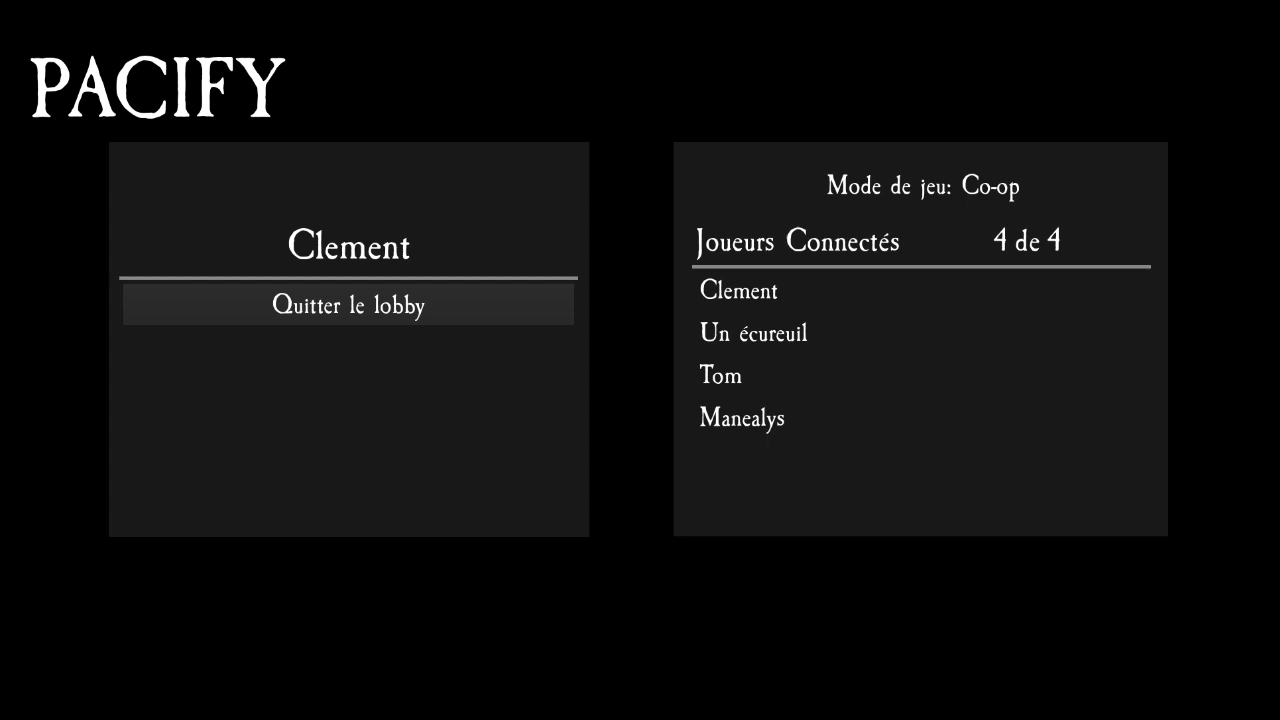 PACIFY
Clement
Quitter le lobby
Mode de jeu: Co-op
Joueurs Connectés 4 de 4
Clement
Un écureuil
Tom
Manealys